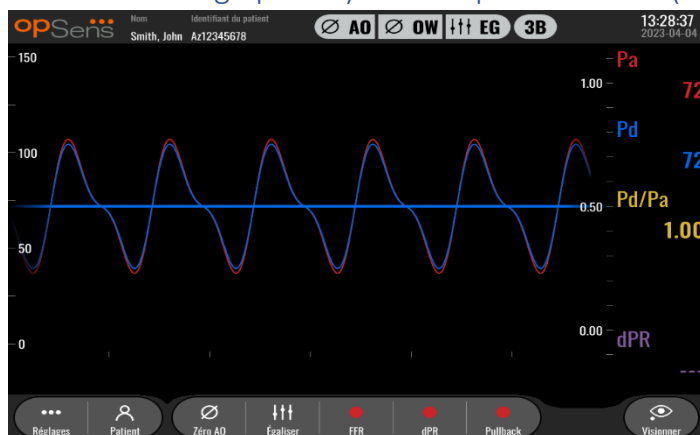 opSens
Nom
Smith, John
Identifiant du patient
Az12345678
AO
OW
EG
3B
13:28:37
2023-04-04
150
100
50
0
1.00
0.50
0.00
Pa
72
Pd
72
Pd/Pa
1.00
dPR
---
Réglages
Patient
Zéro AO
Égaliser
FFR
dPR
Pullback
Visionner